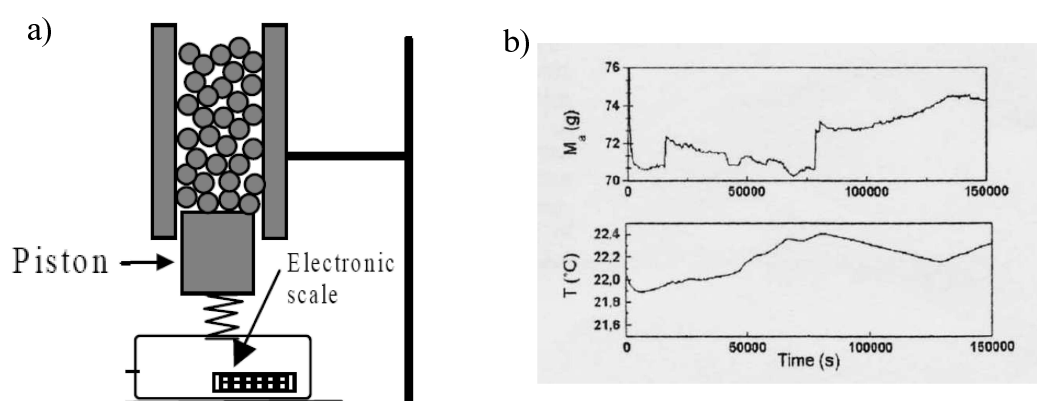 a)
Piston
Electronic
scale
b)
76
74
72
71
70
M a (g)
0
50000
100000
150000
22.4
22.2
22.0
21.8
21.6
T (°C)
0
50000
100000
150000
Time (s)